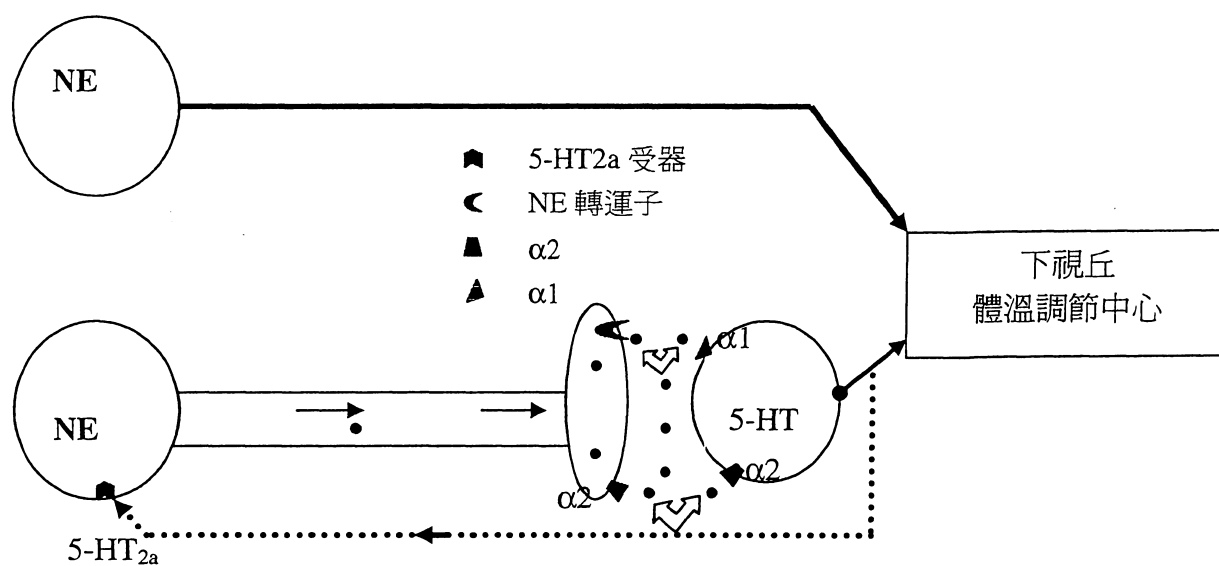 NE
5-HT2a 受器
NE 轉運子
α2
α1
下視丘
體溫調節中心
α1
NE
5-HT
α2
α2
5-HT2a